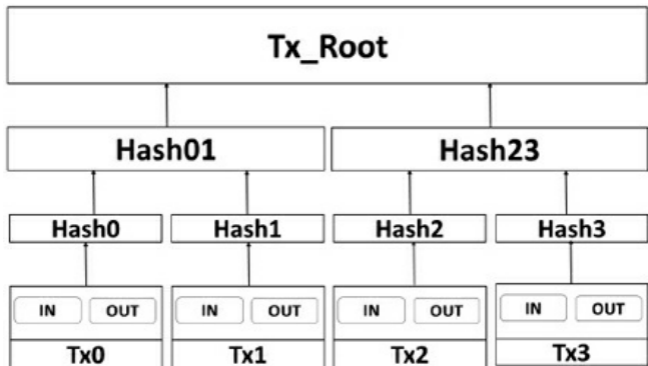 Tx_Root
Hash01 Hash23
Hash0 Hash1 Hash2 Hash3
IN OUT IN OUT IN OUT IN OUT
Tx0 Tx1 Tx2 Tx3